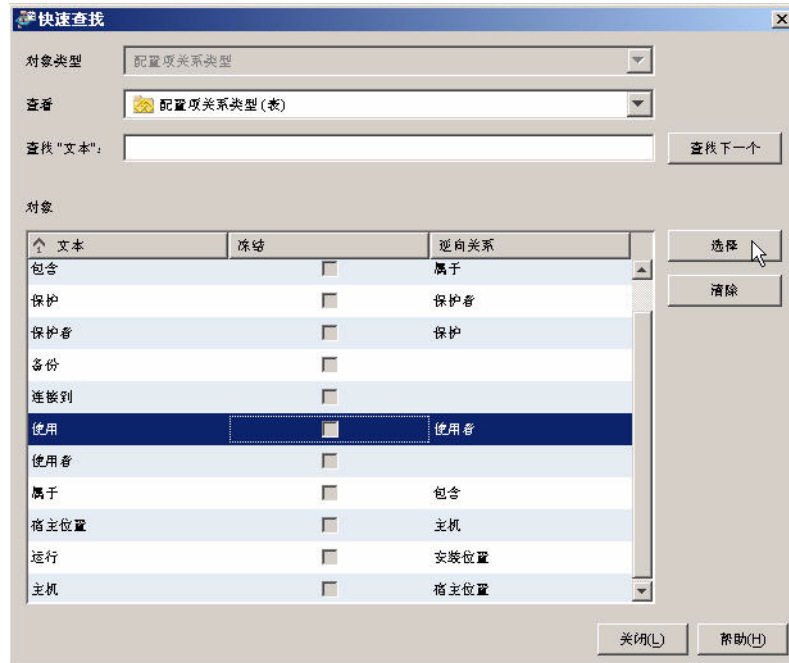 快速查找
对象类型 配置项关系类型
查看 配置项关系类型(表)
查找"文本": 查找下一个
对象
文本 冻结 逆向关系 选择
包含 属于
清除
保护 保护者
保护者 保护
备份
连接到
使用 使用者
使用者
属于 包含
宿主位置 主机
运行 安装位置
主机 宿主位置
关闭(L) 帮助(H)